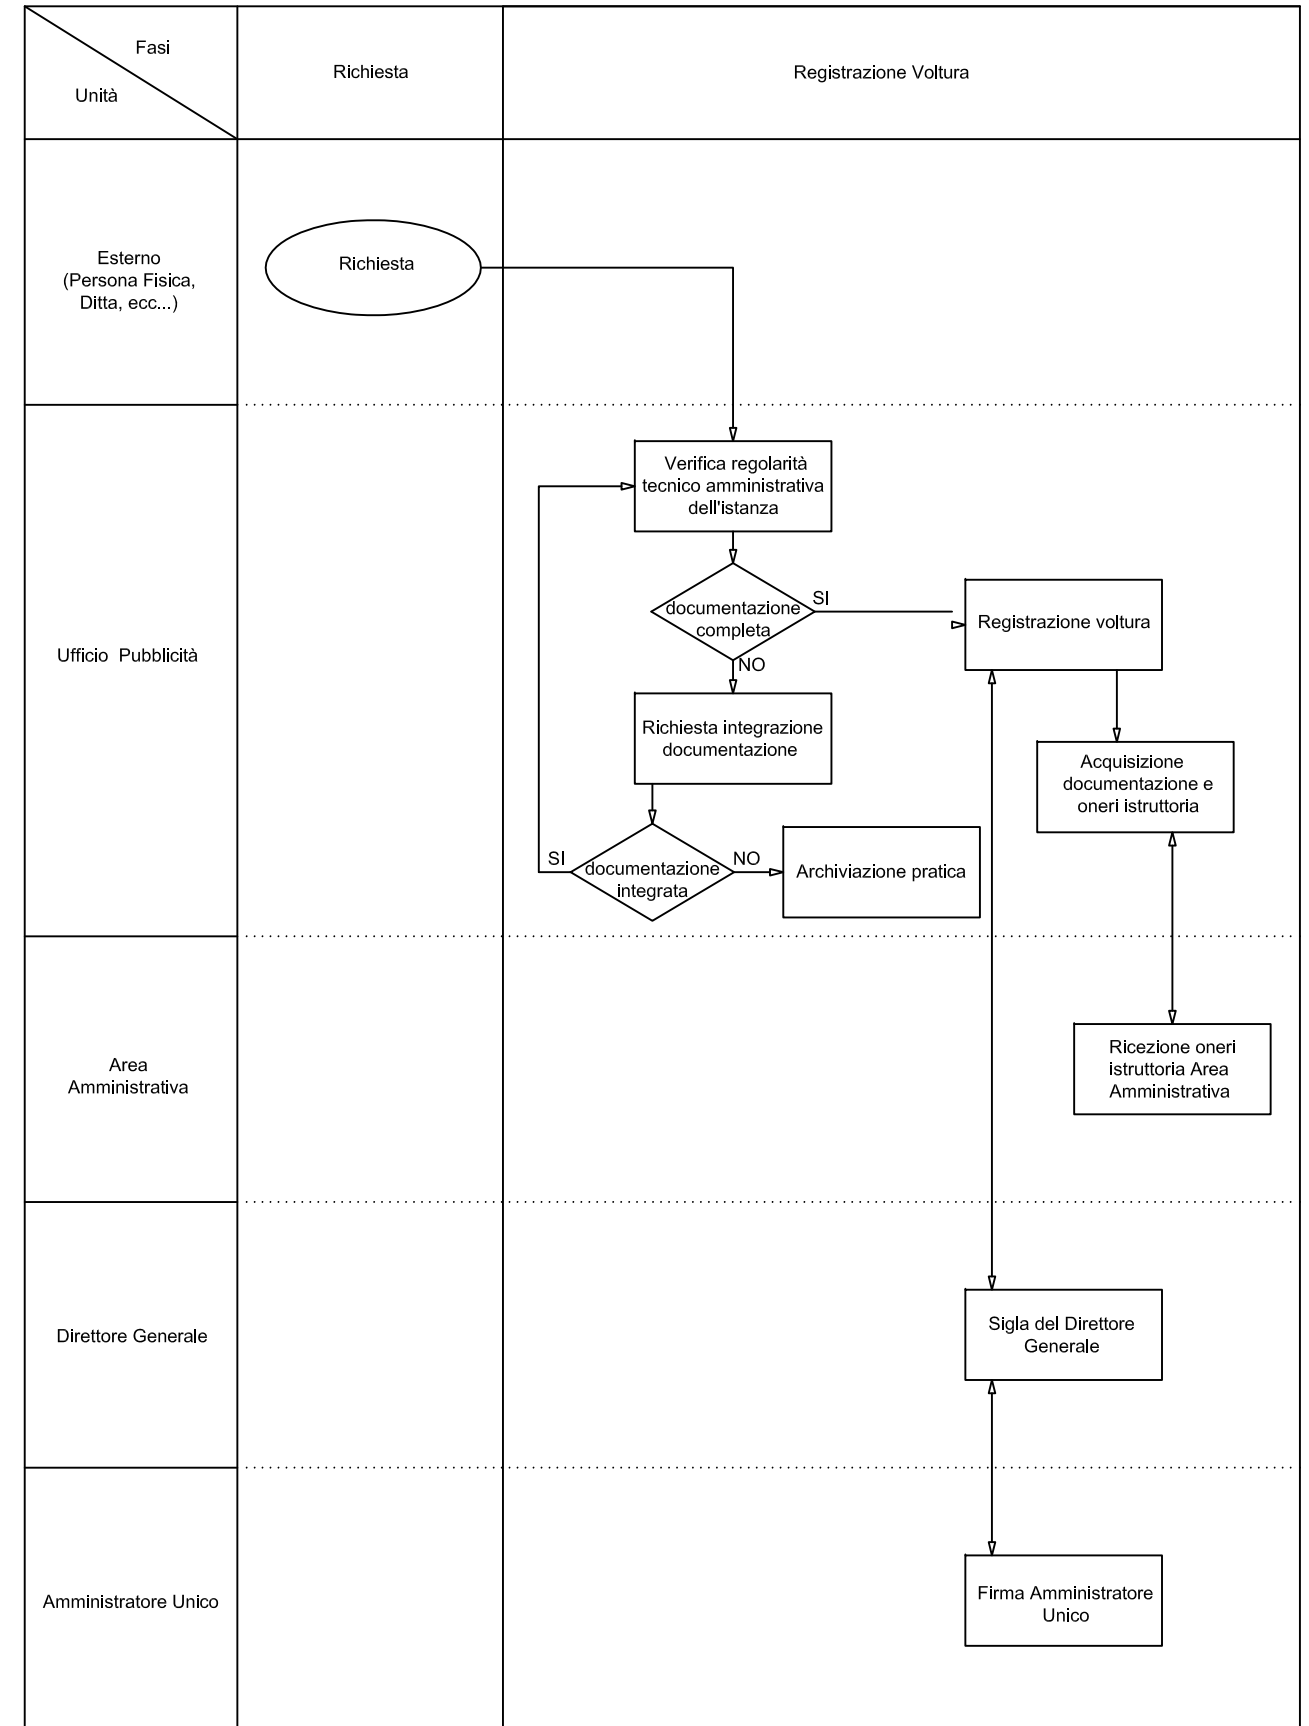 Fasi
Unità
Richiesta
Registrazione Voltura
Esterno
(Persona Fisica,
Ditta, ecc...)
Richiesta
Ufficio  Pubblicità
Verifica regolarità
tecnico amministrativa
dell'istanza
documentazione
completa
SI
NO
Registrazione voltura
Richiesta integrazione
documentazione
Acquisizione
documentazione e
oneri istruttoria
SI
documentazione
integrata
NO
Archiviazione pratica
Area
Amministrativa
Ricezione oneri
istruttoria Area
Amministrativa
Direttore Generale
Sigla del Direttore
Generale
Amministratore Unico
Firma Amministratore
Unico